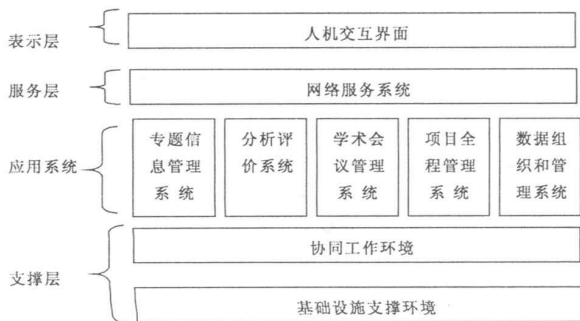 表示层
人机交互界面
服务层
网络服务系统
应用系统
专题信
息管理
系 统
分析评
价系统
学术会
议管理
系 统
项目全
程管理
系 统
数据组
织和管
理系统
支撑层
协同工作环境
基础设施支撑环境